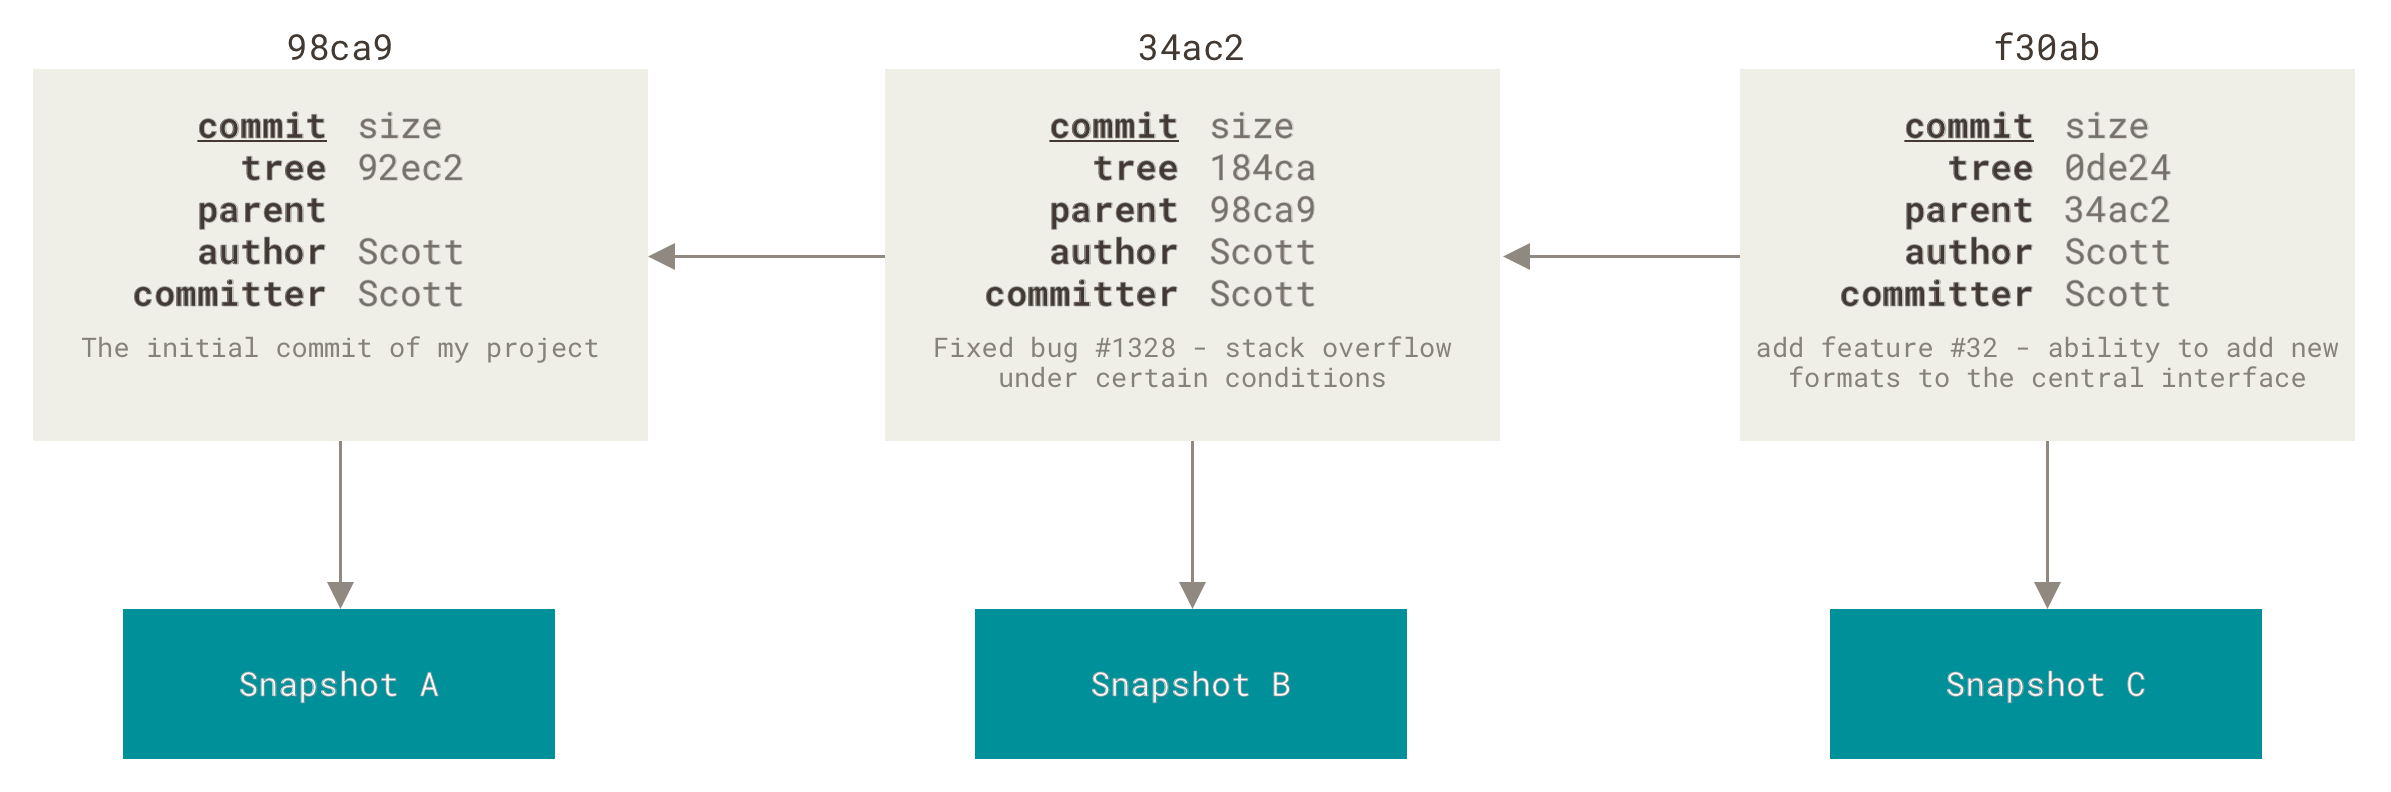 98ca9
commit size
tree 92ec2
parent
author Scott
committer Scott
The initial commit of my project
Snapshot A
34ac2
commit size
tree 184ca
parent 98ca9
author Scott
committer Scott
Fixed bug #1328 - stack overflow
under certain conditions
Snapshot B
f30ab
commit size
tree 0de24
parent 34ac2
author Scott
committer Scott
add feature #32 - ability to add new
formats to the central interface
Snapshot C